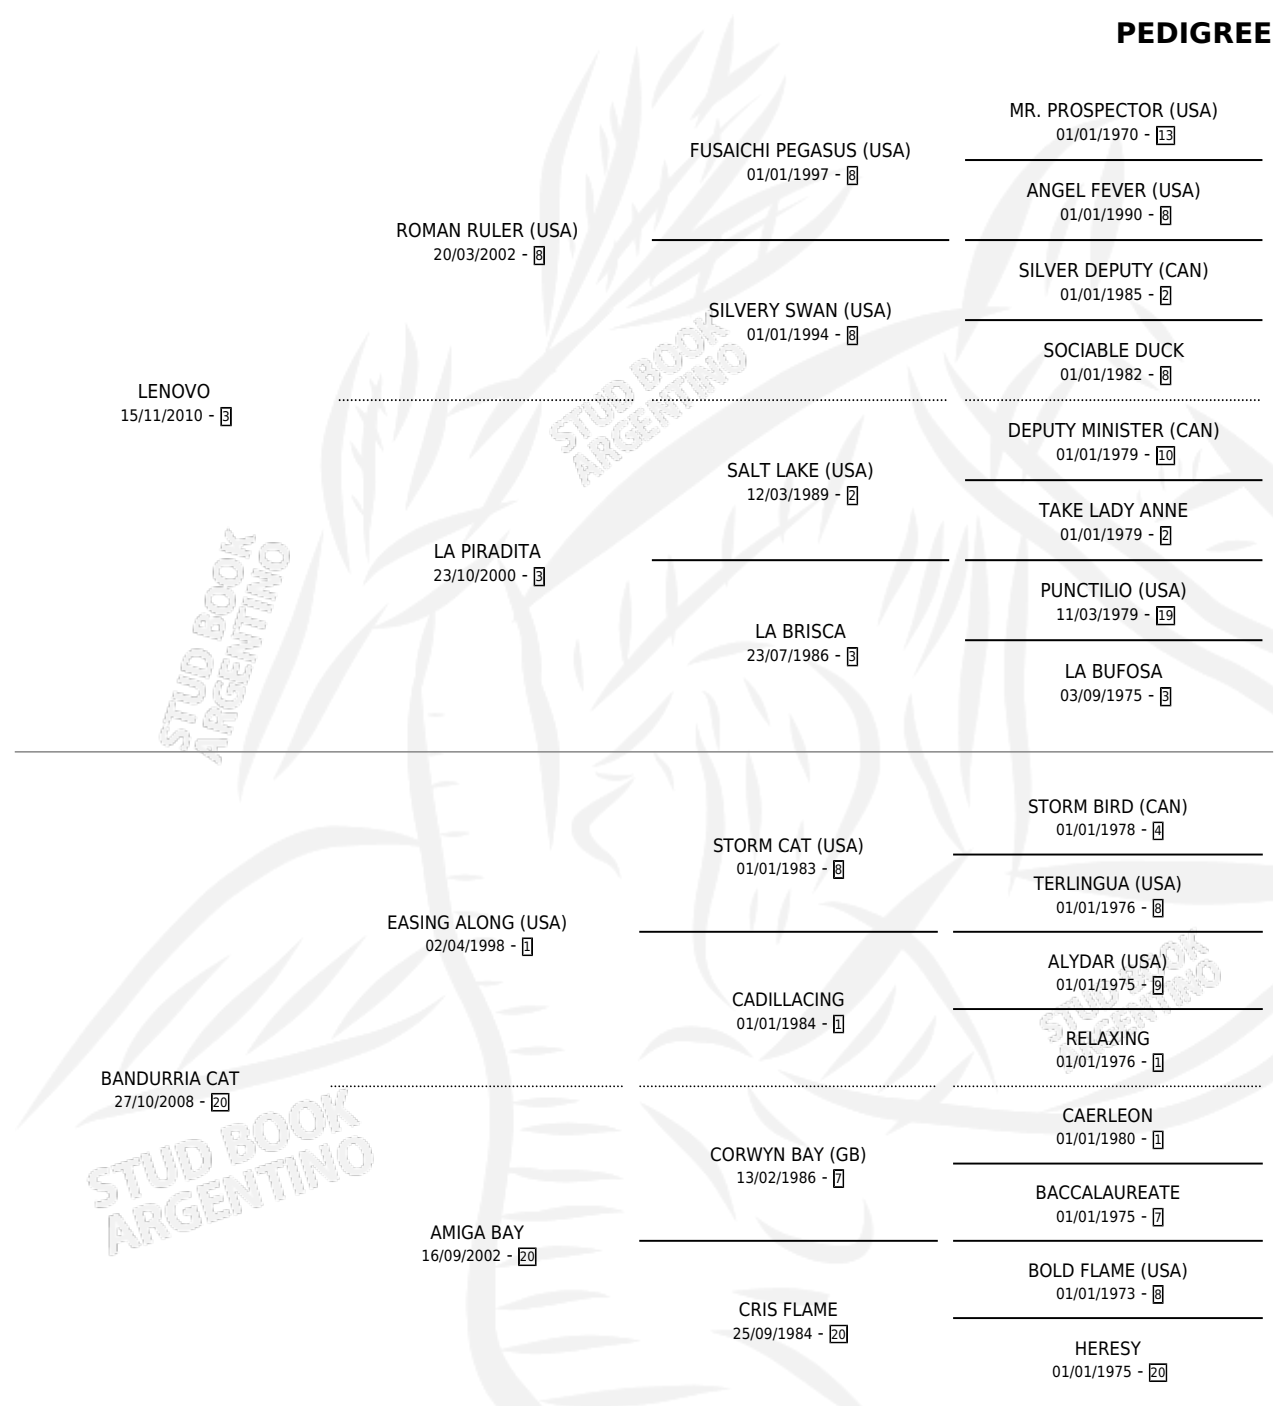 PEDIGREE
MR. PROSPECTOR (USA)
01/01/1970 - 13
FUSAICHI PEGASUS (USA)
01/01/1997 - 8
ANGEL FEVER (USA)
01/01/1990 - 8
ROMAN RULER (USA)
20/03/2002 - 8
SILVER DEPUTY (CAN)
01/01/1985 - 2
SILVERY SWAN (USA)
01/01/1994 - 8
SOCIABLE DUCK
01/01/1982 - 8
LENOVO
15/11/2010 - 3
DEPUTY MINISTER (CAN)
01/01/1979 - 10
SALT LAKE (USA)
12/03/1989 - 2
TAKE LADY ANNE
01/01/1979 - 2
LA PIRADITA
23/10/2000 - 3
PUNCTILIO (USA)
11/03/1979 - 19
LA BRISCA
23/07/1986 - 3
LA BUFOSA
03/09/1975 - 3
STORM BIRD (CAN)
01/01/1978 - 4
STORM CAT (USA)
01/01/1983 - 8
TERLINGUA (USA)
01/01/1976 - 8
EASING ALONG (USA)
02/04/1998 - 1
ALYDAR (USA)
01/01/1975 - 9
CADILLACING
01/01/1984 - 1
RELAXING
01/01/1976 - 1
BANDURRIA CAT
27/10/2008 - 20
CAERLEON
01/01/1980 - 1
CORWYN BAY (GB)
13/02/1986 - 7
BACCALAUREATE
01/01/1975 - 7
AMIGA BAY
16/09/2002 - 20
BOLD FLAME (USA)
01/01/1973 - 8
CRIS FLAME
25/09/1984 - 20
HERESY
01/01/1975 - 20
STUD BOOK
ARGENTINO
STUD BOOK
ARGENTINO
STUD BOOK
ARGENTINO
STUD BOOK
ARGENTINO